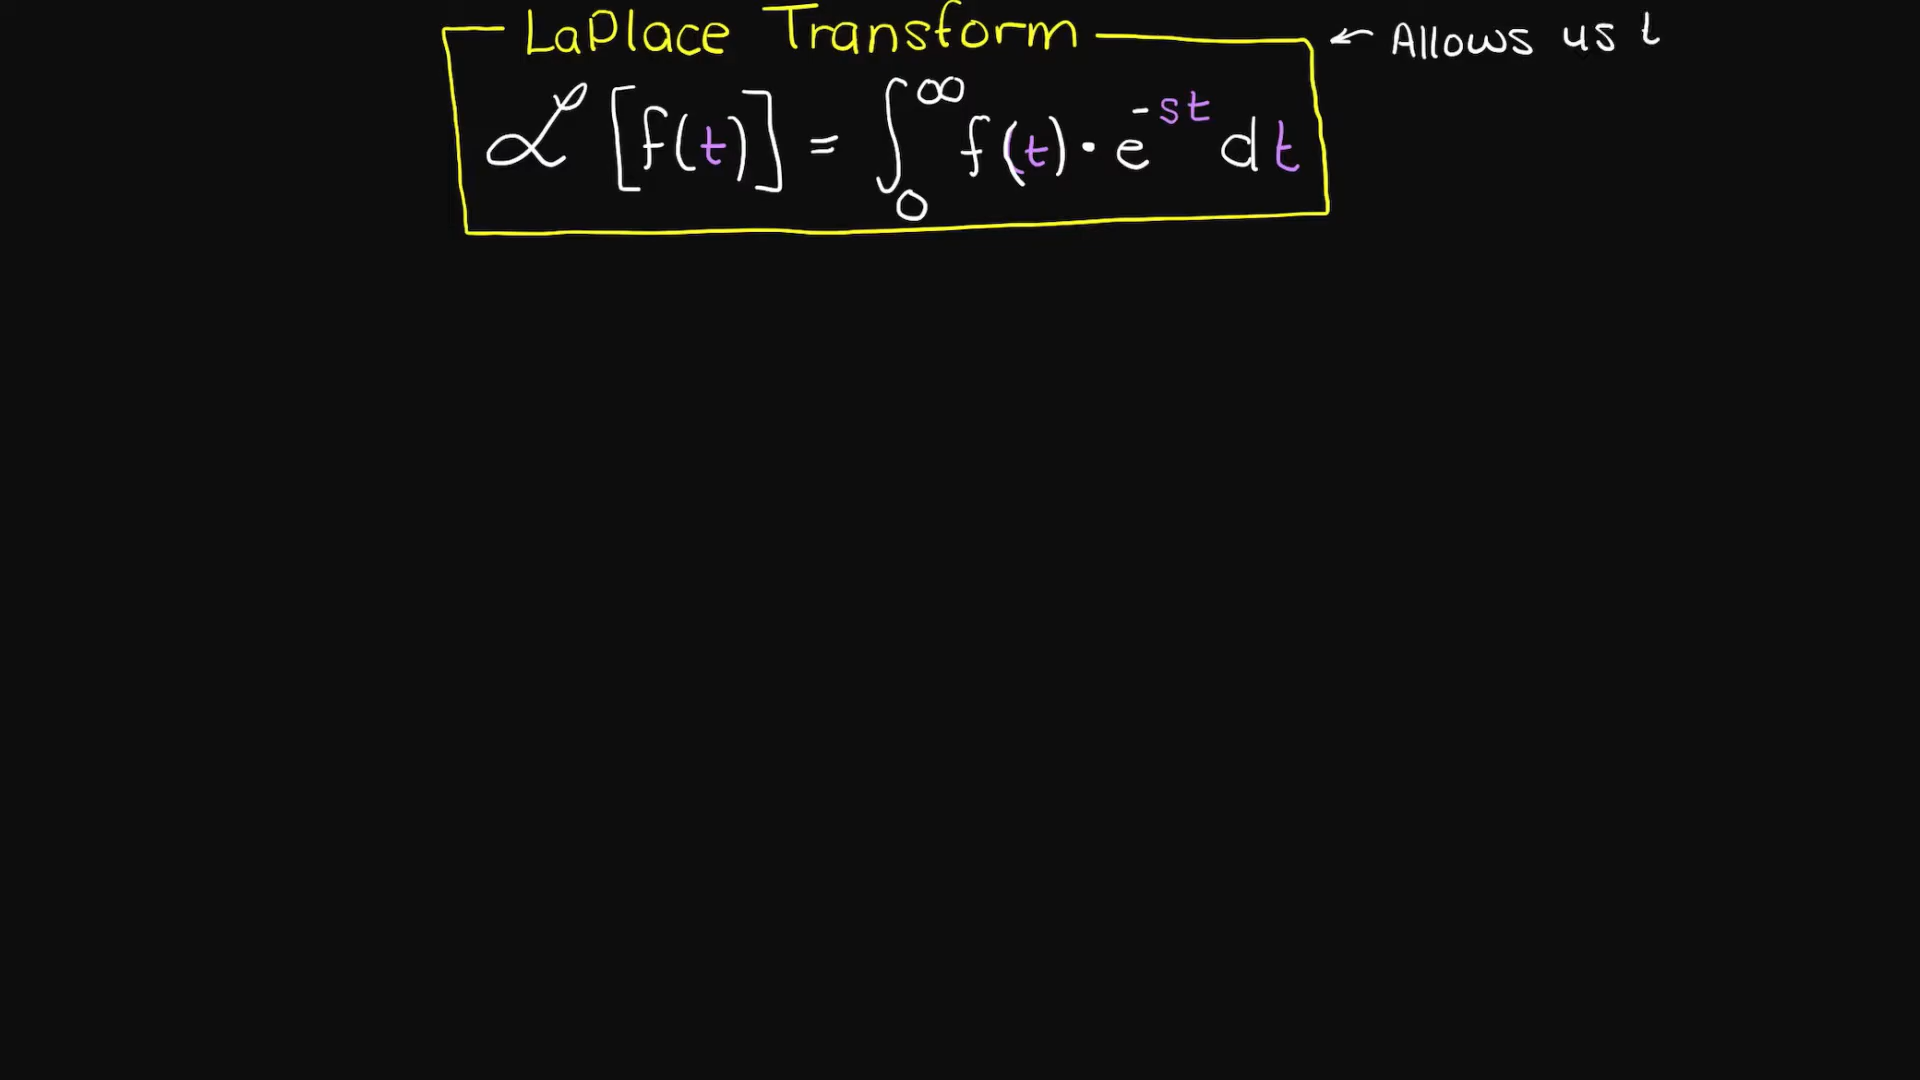 LaPlace Transform
← Allows us t
ℒ [f(t)] = ∫₀^∞ f(t) · e^-st dt